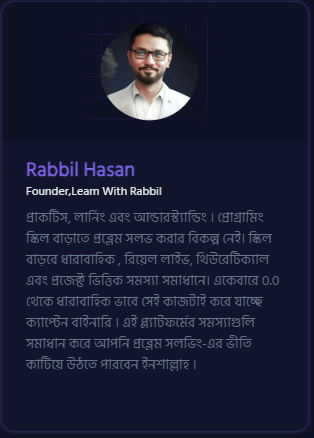 Rabbil Hasan
Founder,Learn With Rabbil
প্রাকটিস, লার্নিং এবং আন্ডারস্ট্যান্ডিং । প্রোগ্রামিং
স্কিল বাড়াতে প্রব্লেম সলভ করার বিকল্প নেই। স্কিল
বাড়বে ধারাবাহিক , রিয়েল লাইভ, থিউরেটিক্যাল
এবং প্রজেক্ট ভিত্তিক সমস্যা সমাধানে। একেবারে 0.0
থেকে ধারাবাহিক ভাবে সেই কাজটাই করে যাচ্ছে
ক্যাপ্টেন বাইনারি । এই প্ল্যাটফর্মের সমস্যাগুলি
সমাধান করে আপনি প্রব্লেম সলভিং-এর ভীতি
কাটিয়ে উঠতে পারবেন ইনশাল্লাহ ।